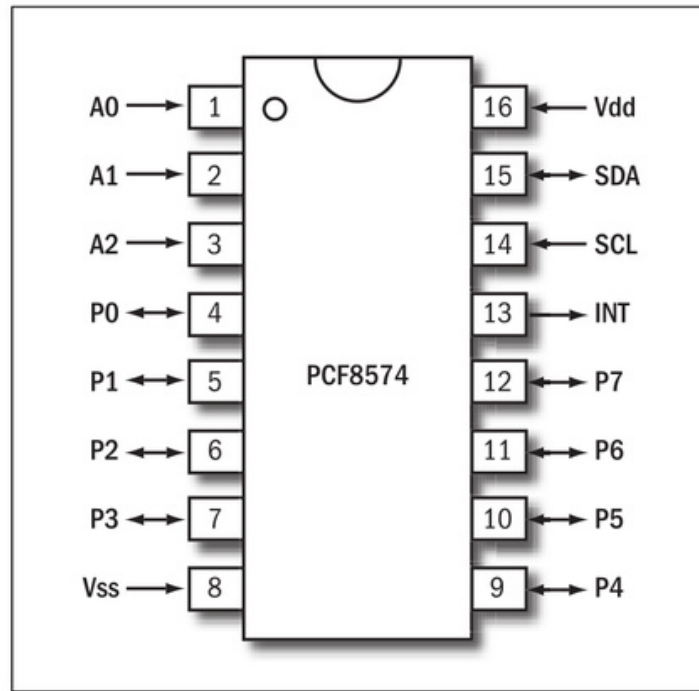 A0 1 16 Vdd
A1 2 15 SDA
A2 3 14 SCL
P0 4 13 INT
P1 5 PCF8574 12 P7
P2 6 11 P6
P3 7 10 P5
Vss 8 9 P4